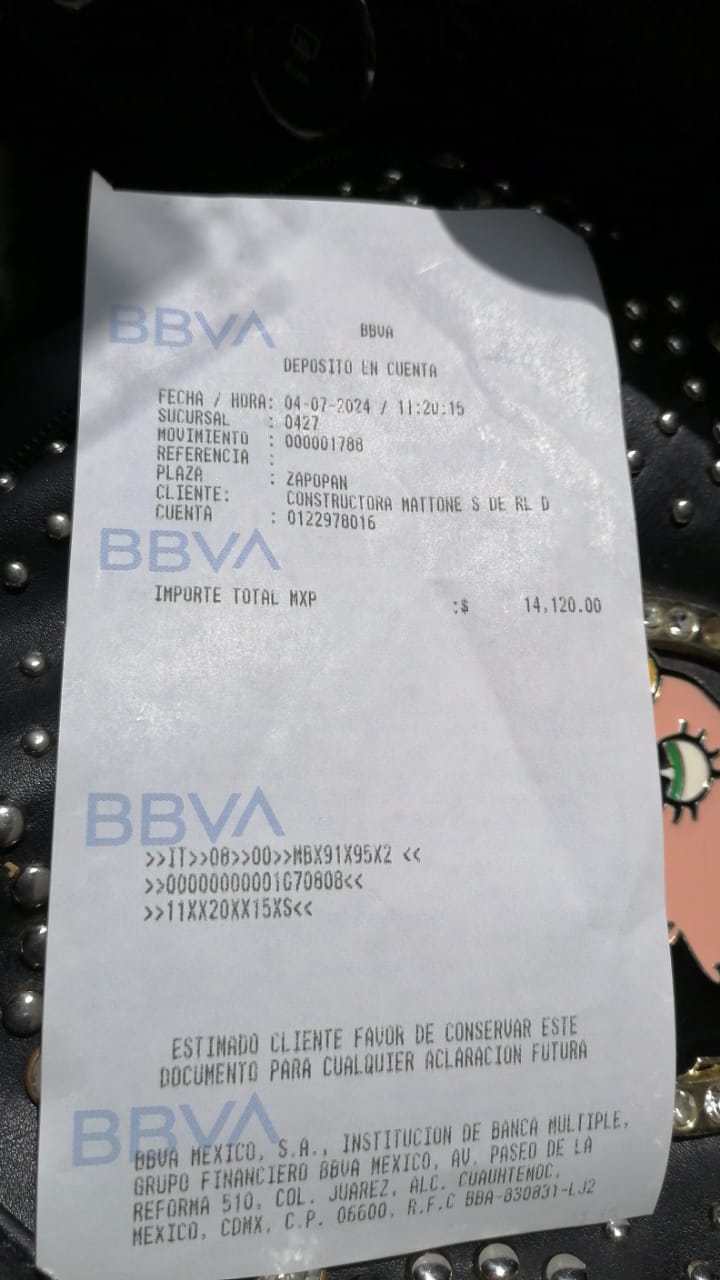 BBVA
BBVA
DEPOSITO EN CUENTA
FECHA / HORA: 04-07-2024 / 11:20:15
SUCURSAL : 0427
MOVIMIENTO : 000001788
REFERENCIA :
PLAZA : ZAPOPAN
CLIENTE: CONSTRUCTORA MATTONE S DE RL D
CUENTA : 0122978016
BBVA
IMPORTE TOTAL MXP :$ 14,120.00
BBVA
>>IT>>08>>00>>MBX91X95X2 <<
>>00000000001G70808<<
>>11XX20XX15XS<<
ESTIMADO CLIENTE FAVOR DE CONSERVAR ESTE
DOCUMENTO PARA CUALQUIER ACLARACION FUTURA
BBVA
BBVA MEXICO, S.A., INSTITUCION DE BANCA MULTIPLE,
GRUPO FINANCIERO BBVA MEXICO, AV. PASEO DE LA
REFORMA 510, COL. JUAREZ, ALC. CUAUHTEMOC,
MEXICO, CDMX, C.P. 06600, R.F.C BBA-830831-LJ2